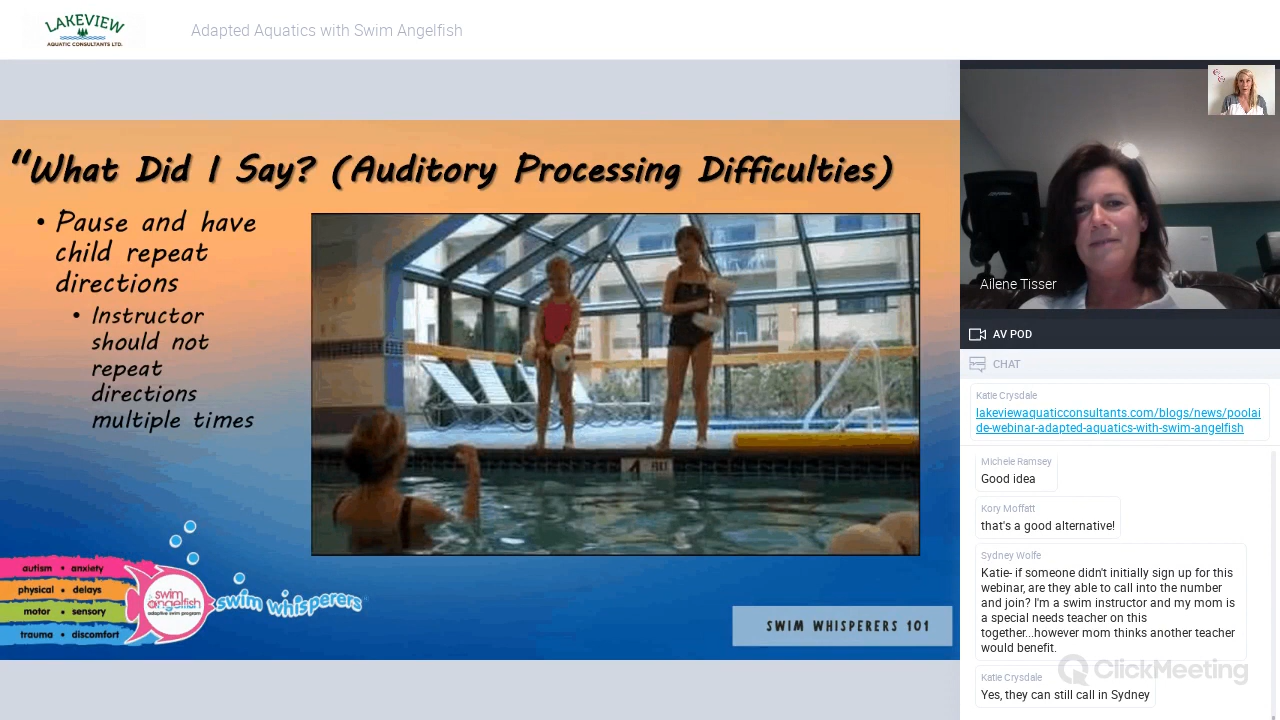 LAKEVIEW
AQUATIC CONSULTANTS LTD.
Adapted Aquatics with Swim Angelfish
"What Did I Say? (Auditory Processing Difficulties)
• Pause and have
child repeat
directions
• Instructor
should not
repeat
directions
multiple times
4 FEET
autism • anxiety
physical • delays
motor • sensory
trauma • discomfort
swim
angelfish
adaptive swim program
swim whisperers
SWIM WHISPERERS 101
Ailene Tisser
AV POD
CHAT
Katie Crysdale
lakeviewaquaticconsultants.com/blogs/news/poolai
de-webinar-adapted-aquatics-with-swim-angelfish
Michele Ramsey
Good idea
Kory Moffatt
that's a good alternative!
Sydney Wolfe
Katie- if someone didn't initially sign up for this
webinar, are they able to call into the number
and join? I'm a swim instructor and my mom is
a special needs teacher on this
together...however mom thinks another teacher
would benefit.
Katie Crysdale
Yes, they can still call in Sydney
ClickMeeting